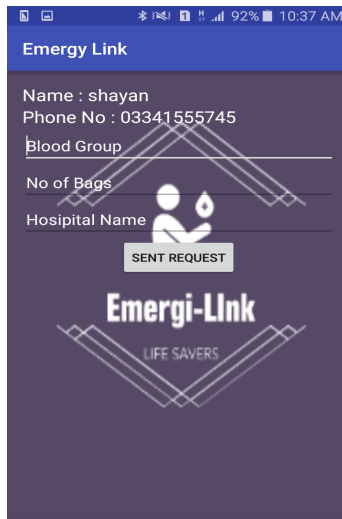 92% 10:37 AM
Emergy Link
Name : shayan
Phone No : 03341555745
Blood Group
No of Bags
Hosipital Name
SENT REQUEST
Emergi-LInk
LIFE SAVERS